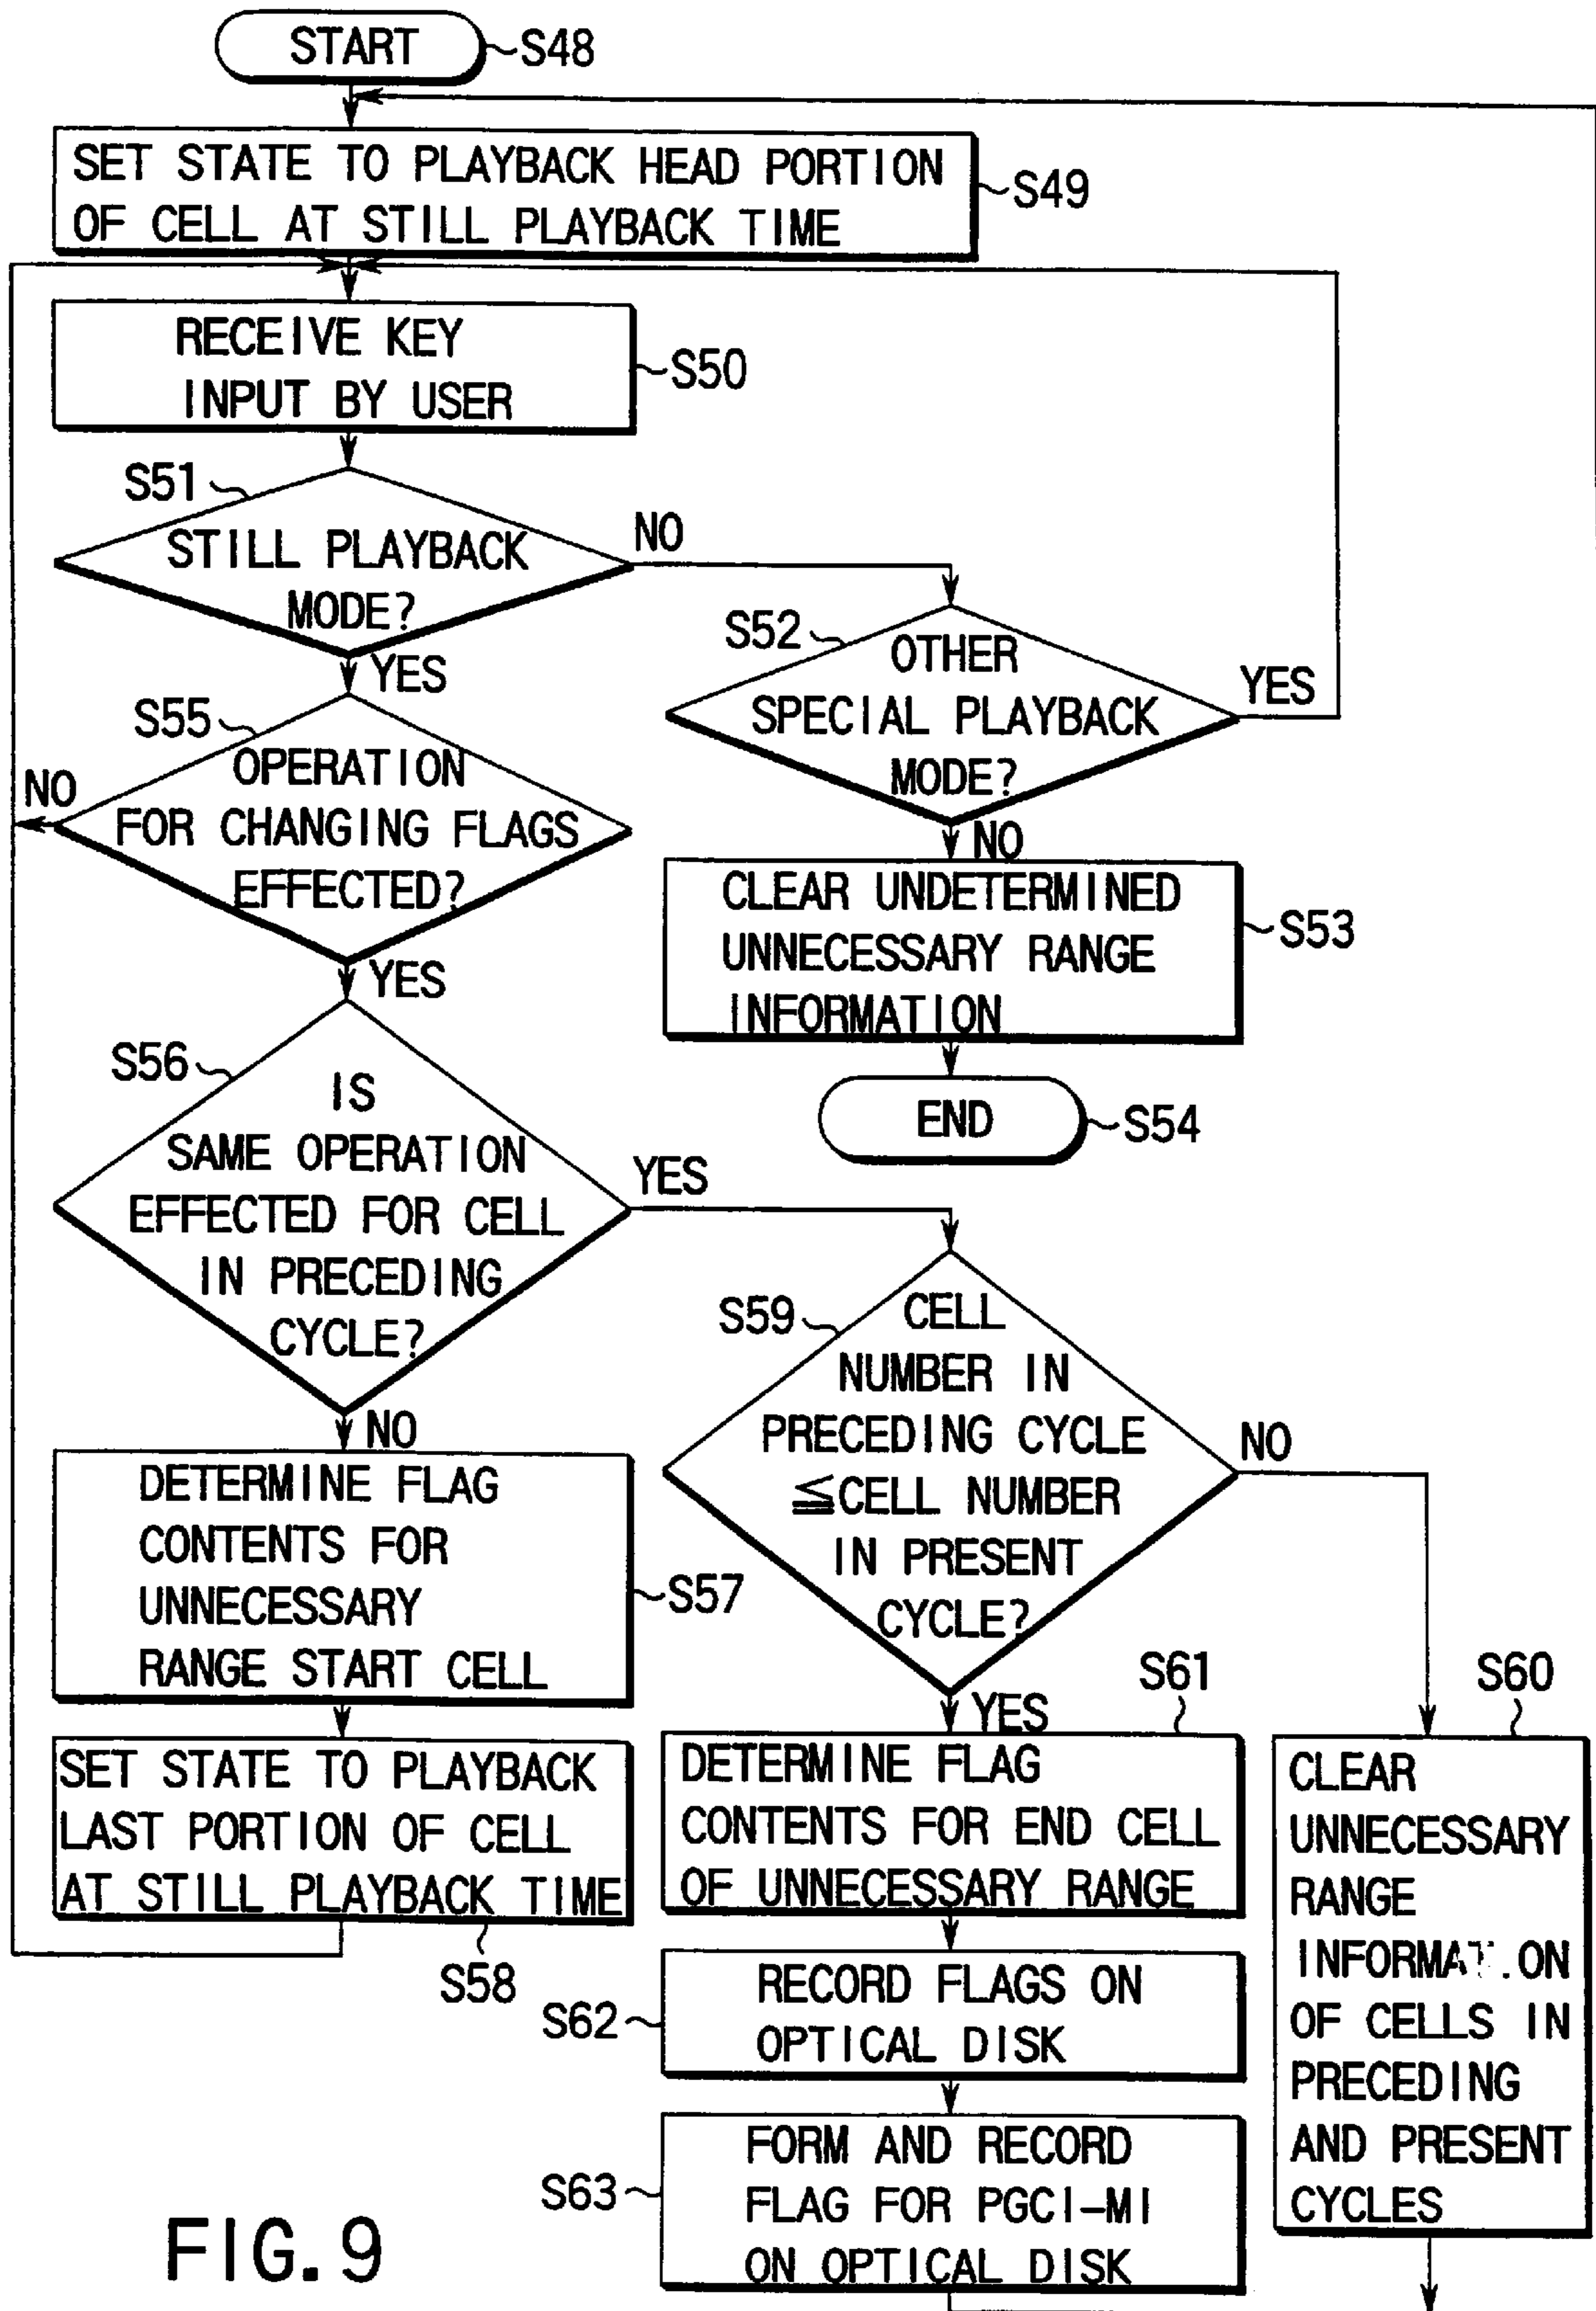 START
S48
SET STATE TO PLAYBACK HEAD PORTION
OF CELL AT STILL PLAYBACK TIME
S49
RECEIVE KEY
INPUT BY USER
S50
S51
STILL PLAYBACK
MODE?
NO
YES
S52
OTHER
SPECIAL PLAYBACK
MODE?
YES
NO
CLEAR UNDETERMINED
UNNECESSARY RANGE
INFORMATION
S53
END
S54
S55
OPERATION
FOR CHANGING FLAGS
EFFECTED?
NO
YES
S56
IS
SAME OPERATION
EFFECTED FOR CELL
IN PRECEDING
CYCLE?
YES
NO
DETERMINE FLAG
CONTENTS FOR
UNNECESSARY
RANGE START CELL
S57
SET STATE TO PLAYBACK
LAST PORTION OF CELL
AT STILL PLAYBACK TIME
S58
S59
CELL
NUMBER IN
PRECEDING CYCLE
≦CELL NUMBER
IN PRESENT
CYCLE?
NO
YES
S61
DETERMINE FLAG
CONTENTS FOR END CELL
OF UNNECESSARY RANGE
S62
RECORD FLAGS ON
OPTICAL DISK
S63
FORM AND RECORD
FLAG FOR PGCI-MI
ON OPTICAL DISK
S60
CLEAR
UNNECESSARY
RANGE
INFORMATION
OF CELLS IN
PRECEDING
AND PRESENT
CYCLES
FIG. 9